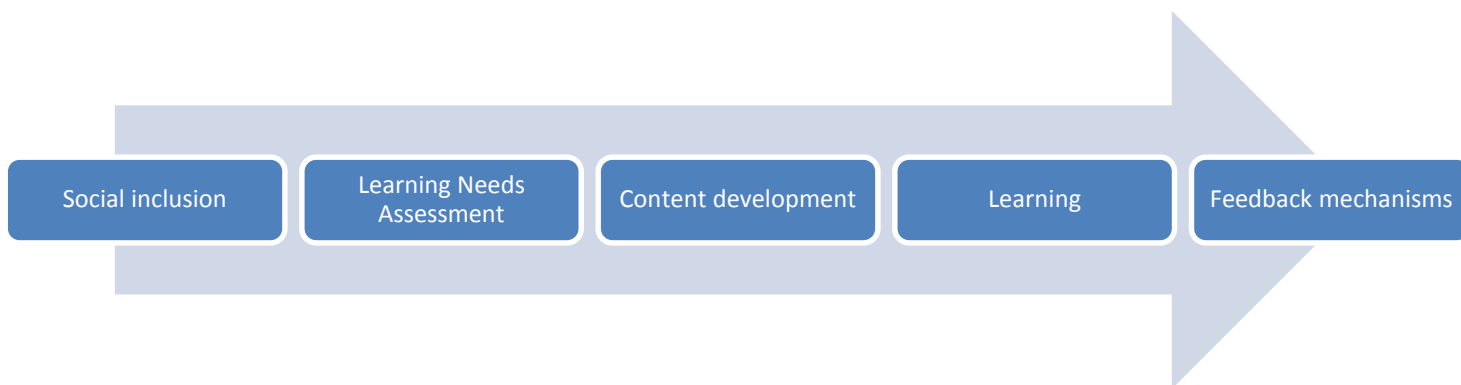 Social inclusion
Learning Needs
Assessment
Content development
Learning
Feedback mechanisms